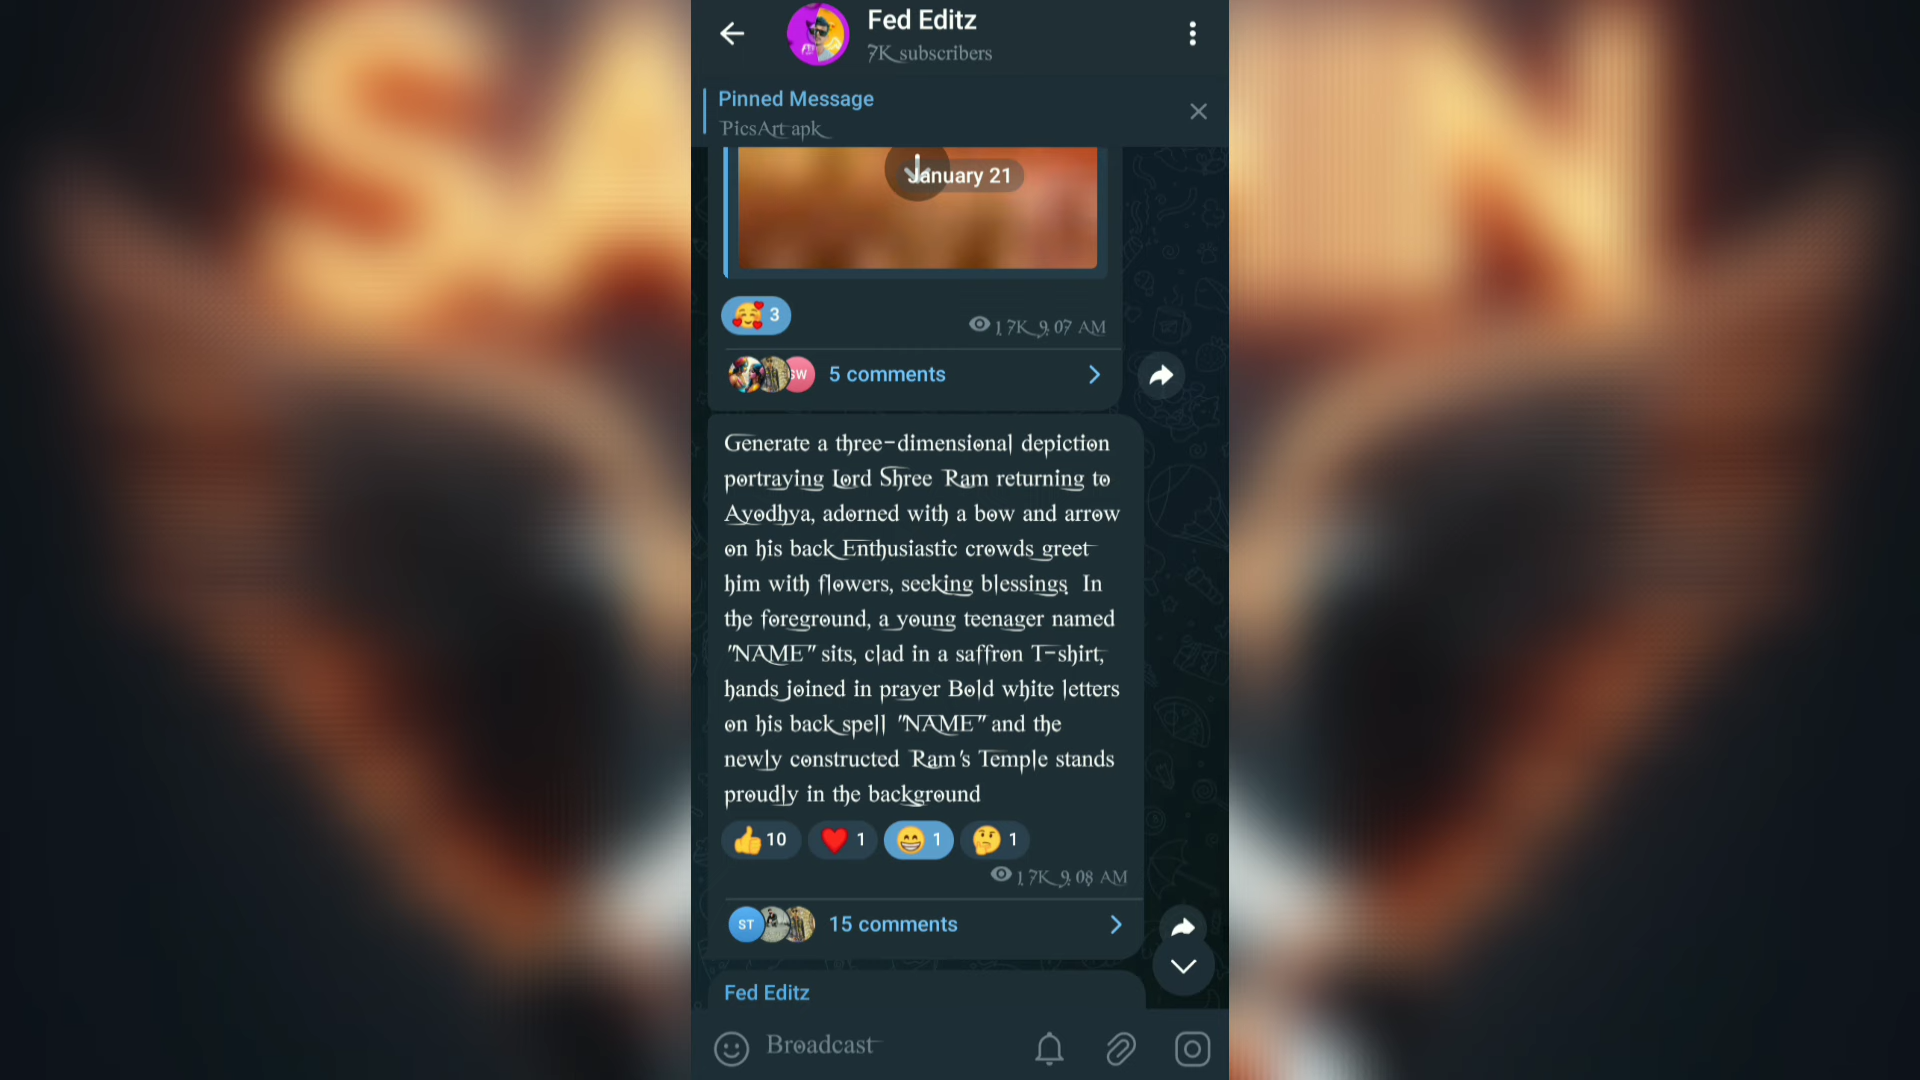 SA
N
Fed Editz
7K subscribers
Pinned Message
PicsArt apk
January 21
3
1.7K 9:07 AM
SW
5 comments
Generate a three-dimensional depiction
portraying Lord Shree Ram returning to
Ayodhya, adorned with a bow and arrow
on his back Enthusiastic crowds greet
him with flowers, seeking blessings. In
the foreground, a young teenager named
"NAME" sits, clad in a saffron T-shirt,
hands joined in prayer Bold white letters
on his back spell "NAME" and the
newly constructed Ram's Temple stands
proudly in the background
10 1 1 1
1.7K 9:08 AM
ST
15 comments
Fed Editz
Broadcast